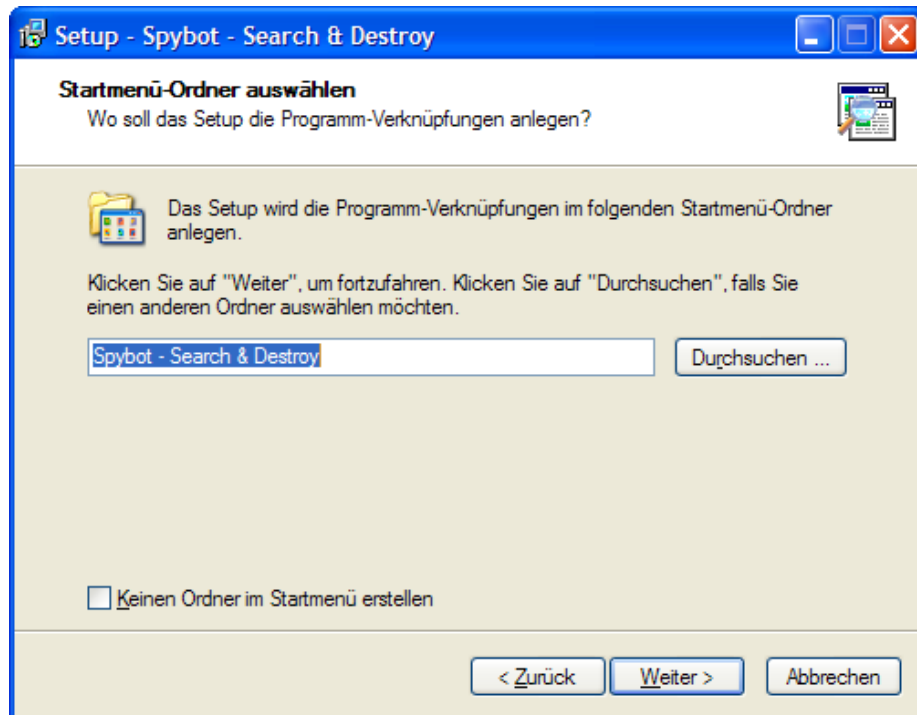 Setup - Spybot - Search & Destroy
Startmenü-Ordner auswählen
Wo soll das Setup die Programm-Verknüpfungen anlegen?
Das Setup wird die Programm-Verknüpfungen im folgenden Startmenü-Ordner
anlegen.
Klicken Sie auf "Weiter", um fortzufahren. Klicken Sie auf "Durchsuchen", falls Sie
einen anderen Ordner auswählen möchten.
Spybot - Search & Destroy
Durchsuchen ...
Keinen Ordner im Startmenü erstellen
< Zurück
Weiter >
Abbrechen